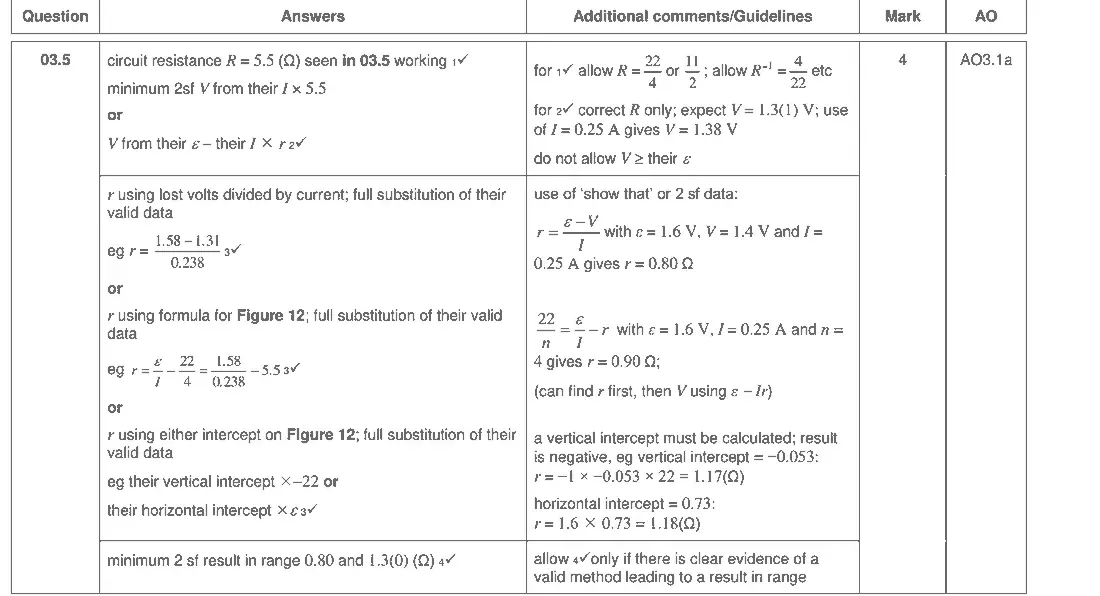 Question Answers Additional comments/Guidelines Mark AO
03.5
circuit resistance R = 5.5 (Ω) seen in 03.5 working 1✓
minimum 2sf V from their I × 5.5
or
V from their ε – their I × r 2✓
for 1✓ allow R = 22/4 or 11/2 ; allow R⁻¹ = 4/22 etc
for 2✓ correct R only; expect V = 1.3(1) V; use
of I = 0.25 A gives V = 1.38 V
do not allow V ≥ their ε
4
AO3.1a
r using lost volts divided by current; full substitution of their
valid data
eg r = (1.58 – 1.31)/0.238 3✓
or
r using formula for Figure 12; full substitution of their valid
data
eg r = ε/I – 22/4 = 1.58/0.238 – 5.5 3✓
or
r using either intercept on Figure 12; full substitution of their
valid data
eg their vertical intercept ×–22 or
their horizontal intercept × ε 3✓
use of 'show that' or 2 sf data:
r = (ε – V)/I with ε = 1.6 V, V = 1.4 V and I =
0.25 A gives r = 0.80 Ω
22/n = ε/I – r with ε = 1.6 V, I = 0.25 A and n =
4 gives r = 0.90 Ω;
(can find r first, then V using ε – Ir)
a vertical intercept must be calculated; result
is negative, eg vertical intercept = –0.053:
r = –1 × –0.053 × 22 = 1.17(Ω)
horizontal intercept = 0.73:
r = 1.6 × 0.73 = 1.18(Ω)
minimum 2 sf result in range 0.80 and 1.3(0) (Ω) 4✓
allow 4✓only if there is clear evidence of a
valid method leading to a result in range